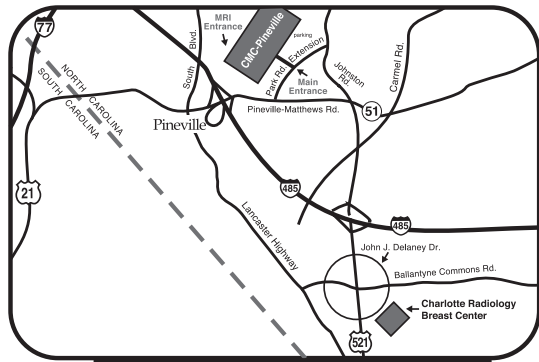 77
MRI
Entrance
CMC-Pineville
parking
South Blvd.
Park Rd. Extension
Johnston
Rd.
Carmel Rd.
Main
Entrance
NORTH CAROLINA
SOUTH CAROLINA
Pineville
Pineville-Matthews Rd.
51
21
485
Lancaster Highway
485
John J. Delaney Dr.
Ballantyne Commons Rd.
Charlotte Radiology
Breast Center
521